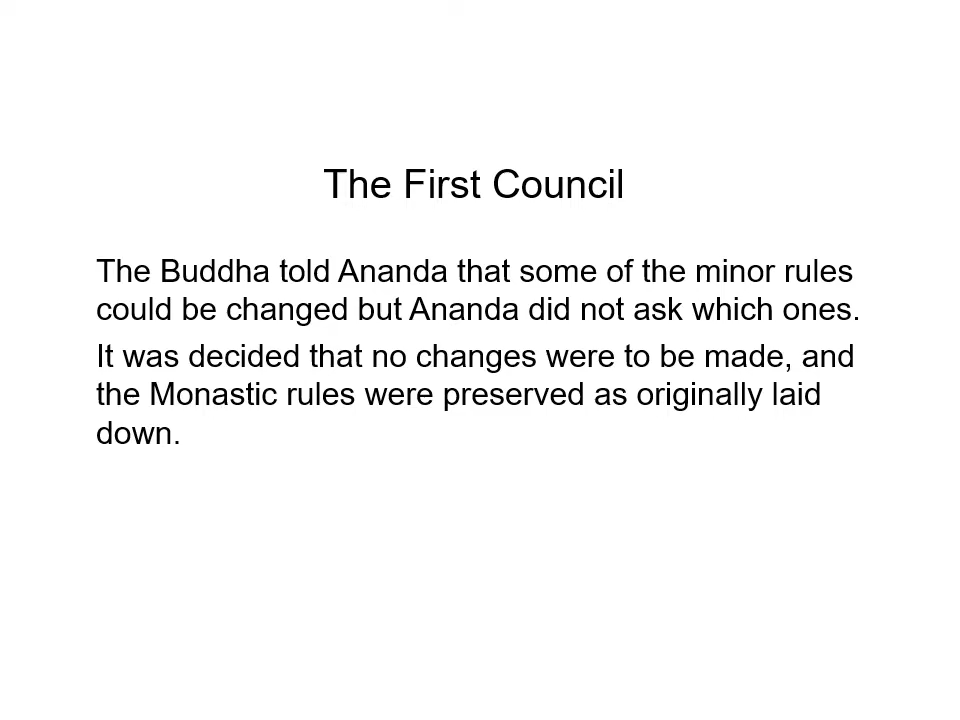 The First Council
The Buddha told Ananda that some of the minor rules
could be changed but Ananda did not ask which ones.
It was decided that no changes were to be made, and
the Monastic rules were preserved as originally laid
down.